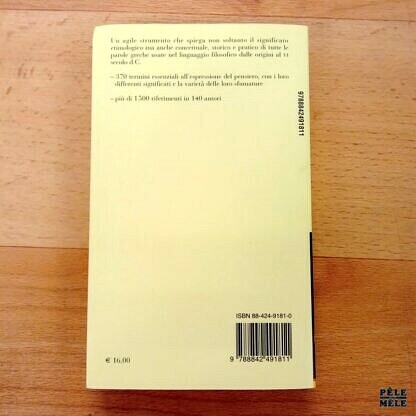 Un agile strumento che spiega non soltanto il significato
etimologico ma anche concettuale, storico e pratico di tutte le
parole greche usate nel linguaggio filosofico dalle origini al VI
secolo d.C.
– 370 termini essenziali all'espressione del pensiero, con i loro
differenti significati e la varietà delle loro sfumature
– più di 1500 riferimenti in 140 autori
9788842491811
ISBN 88-424-9181-0
9 788842 491811
€ 16,00
PÊLE
MÊLE